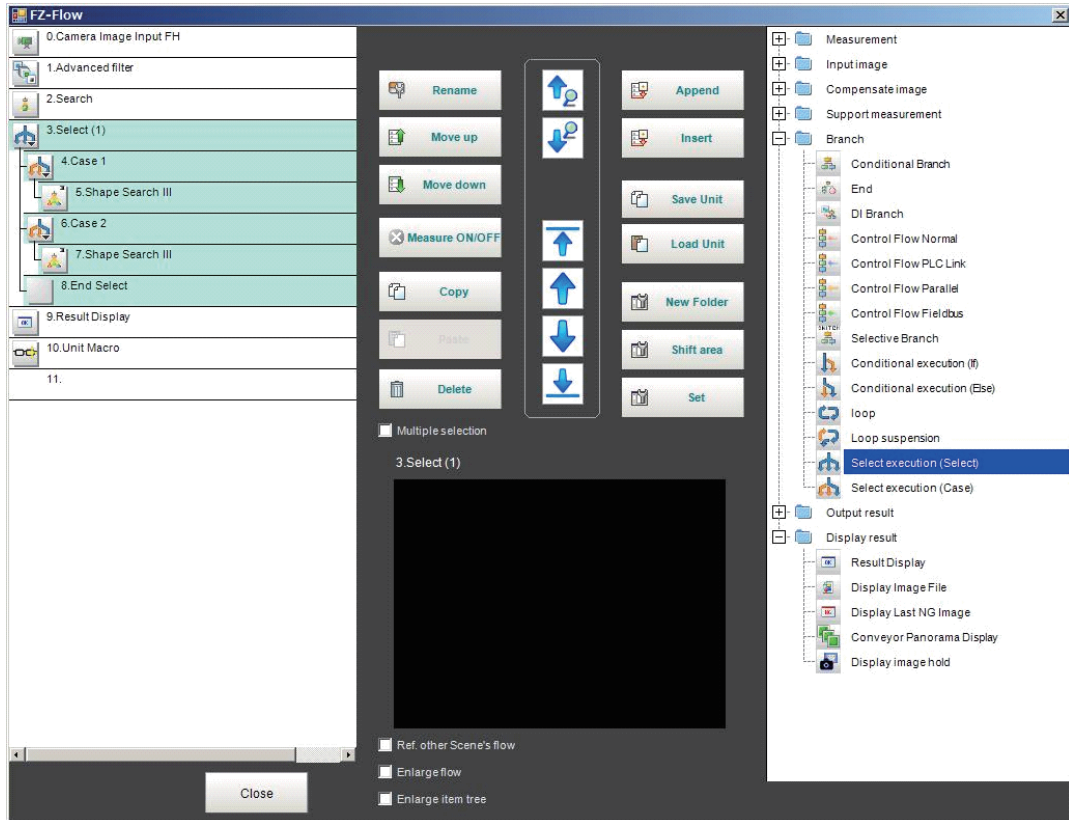 FZ-Flow
0.Camera Image Input FH
1.Advanced filter
2.Search
3.Select (1)
4.Case 1
5.Shape Search III
6.Case 2
7.Shape Search III
8.End Select
9.Result Display
10.Unit Macro
11.
Close
Rename
Move up
Move down
Measure ON/OFF
Copy
Paste
Delete
Append
Insert
Save Unit
Load Unit
New Folder
Shift area
Set
Multiple selection
3.Select (1)
Ref. other Scene's flow
Enlarge flow
Enlarge item tree
Measurement
Input image
Compensate image
Support measurement
Branch
Conditional Branch
End
DI Branch
Control Flow Normal
Control Flow PLC Link
Control Flow Parallel
Control Flow Fieldbus
Selective Branch
Conditional execution (If)
Conditional execution (Else)
loop
Loop suspension
Select execution (Select)
Select execution (Case)
Output result
Display result
Result Display
Display Image File
Display Last NG Image
Conveyor Panorama Display
Display image hold